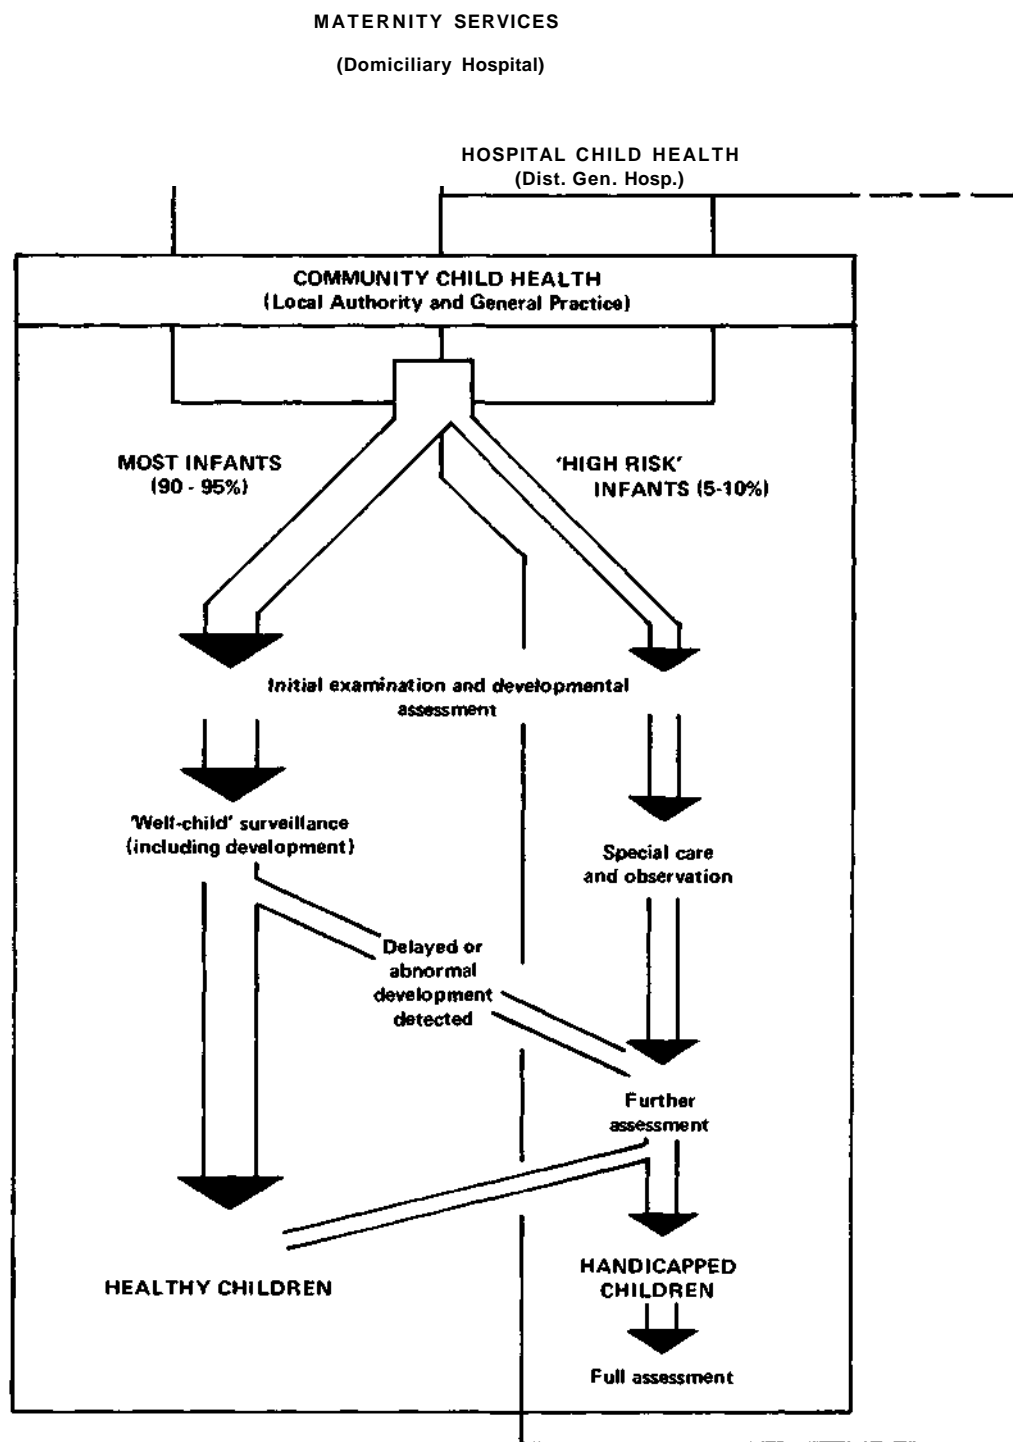 MATERNITY SERVICES
(Domiciliary Hospital)
HOSPITAL CHILD HEALTH
(Dist. Gen. Hosp.)
COMMUNITY CHILD HEALTH
(Local Authority and General Practice)
MOST INFANTS
(90 - 95%)
'HIGH RISK'
INFANTS (5-10%)
Initial examination and developmental
assessment
'Well-child' surveillance
(including development)
Special care
and observation
Delayed or
abnormal
development
detected
Further
assessment
HEALTHY CHILDREN
HANDICAPPED
CHILDREN
Full assessment